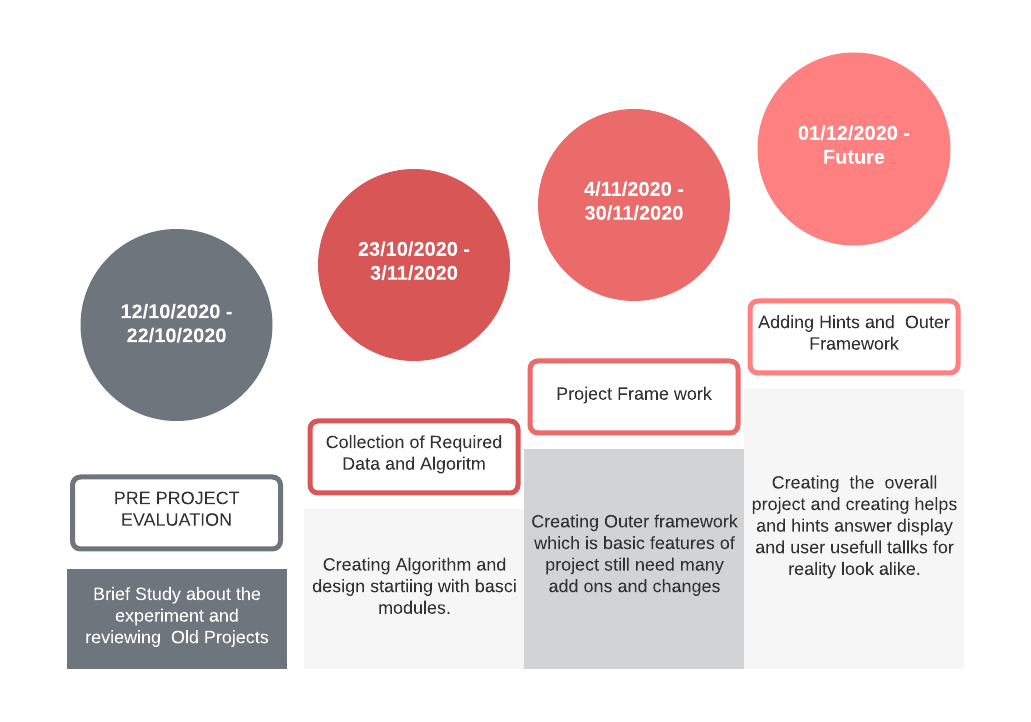 12/10/2020 -
22/10/2020
PRE PROJECT
EVALUATION
Brief Study about the
experiment and
reviewing  Old Projects
23/10/2020 -
3/11/2020
Collection of Required
Data and Algoritm
Creating Algorithm and
design startiing with basci
modules.
4/11/2020 -
30/11/2020
Project Frame work
Creating Outer framework
which is basic features of
project still need many
add ons and changes
01/12/2020 -
Future
Adding Hints and  Outer
Framework
Creating  the  overall
project and creating helps
and hints answer display
and user usefull tallks for
reality look alike.